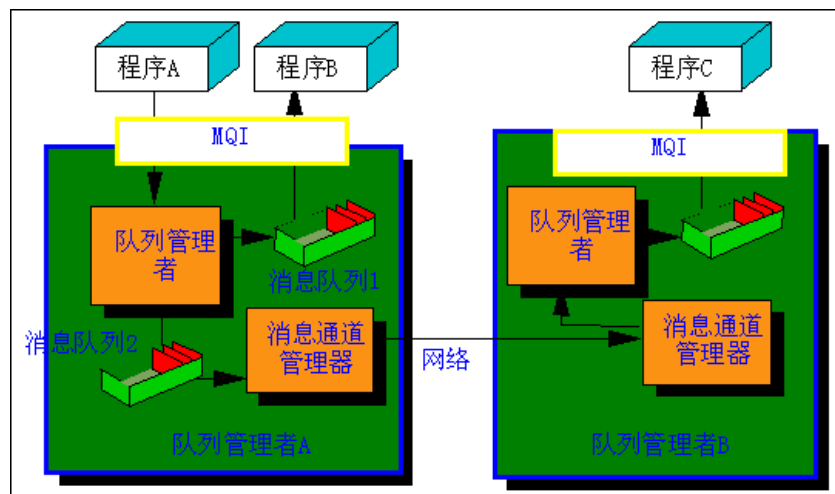 程序A
程序B
程序C
MQI
MQI
队列管理
者
队列管理
者
消息队列1
消息队列2
消息通道
管理器
网络
消息通道
管理器
队列管理者A
队列管理者B